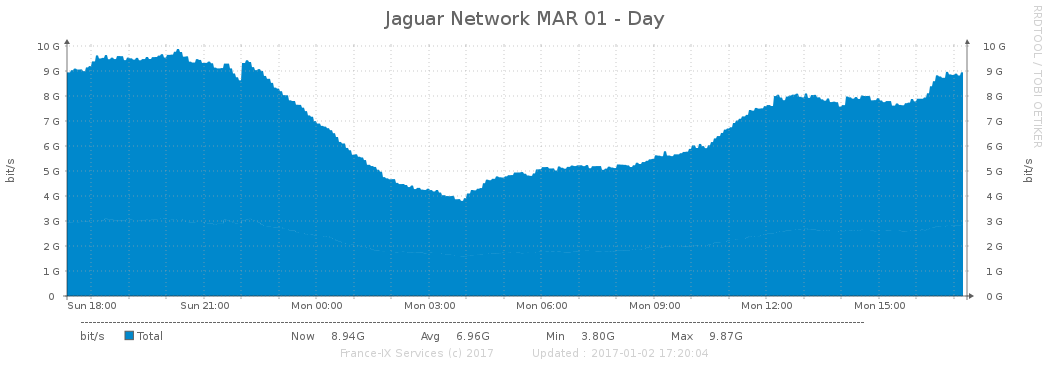 Jaguar Network MAR 01 - Day
RRDTOOL / TOBI OETIKER
bit/s
10 G
9 G
8 G
7 G
6 G
5 G
4 G
3 G
2 G
1 G
0
10 G
9 G
8 G
7 G
6 G
5 G
4 G
3 G
2 G
1 G
0 G
bit/s
Sun 18:00 Sun 21:00 Mon 00:00 Mon 03:00 Mon 06:00 Mon 09:00 Mon 12:00 Mon 15:00
bit/s Total Now 8.94G Avg 6.96G Min 3.80G Max 9.87G
France-IX Services (c) 2017 Updated : 2017-01-02 17:20:04